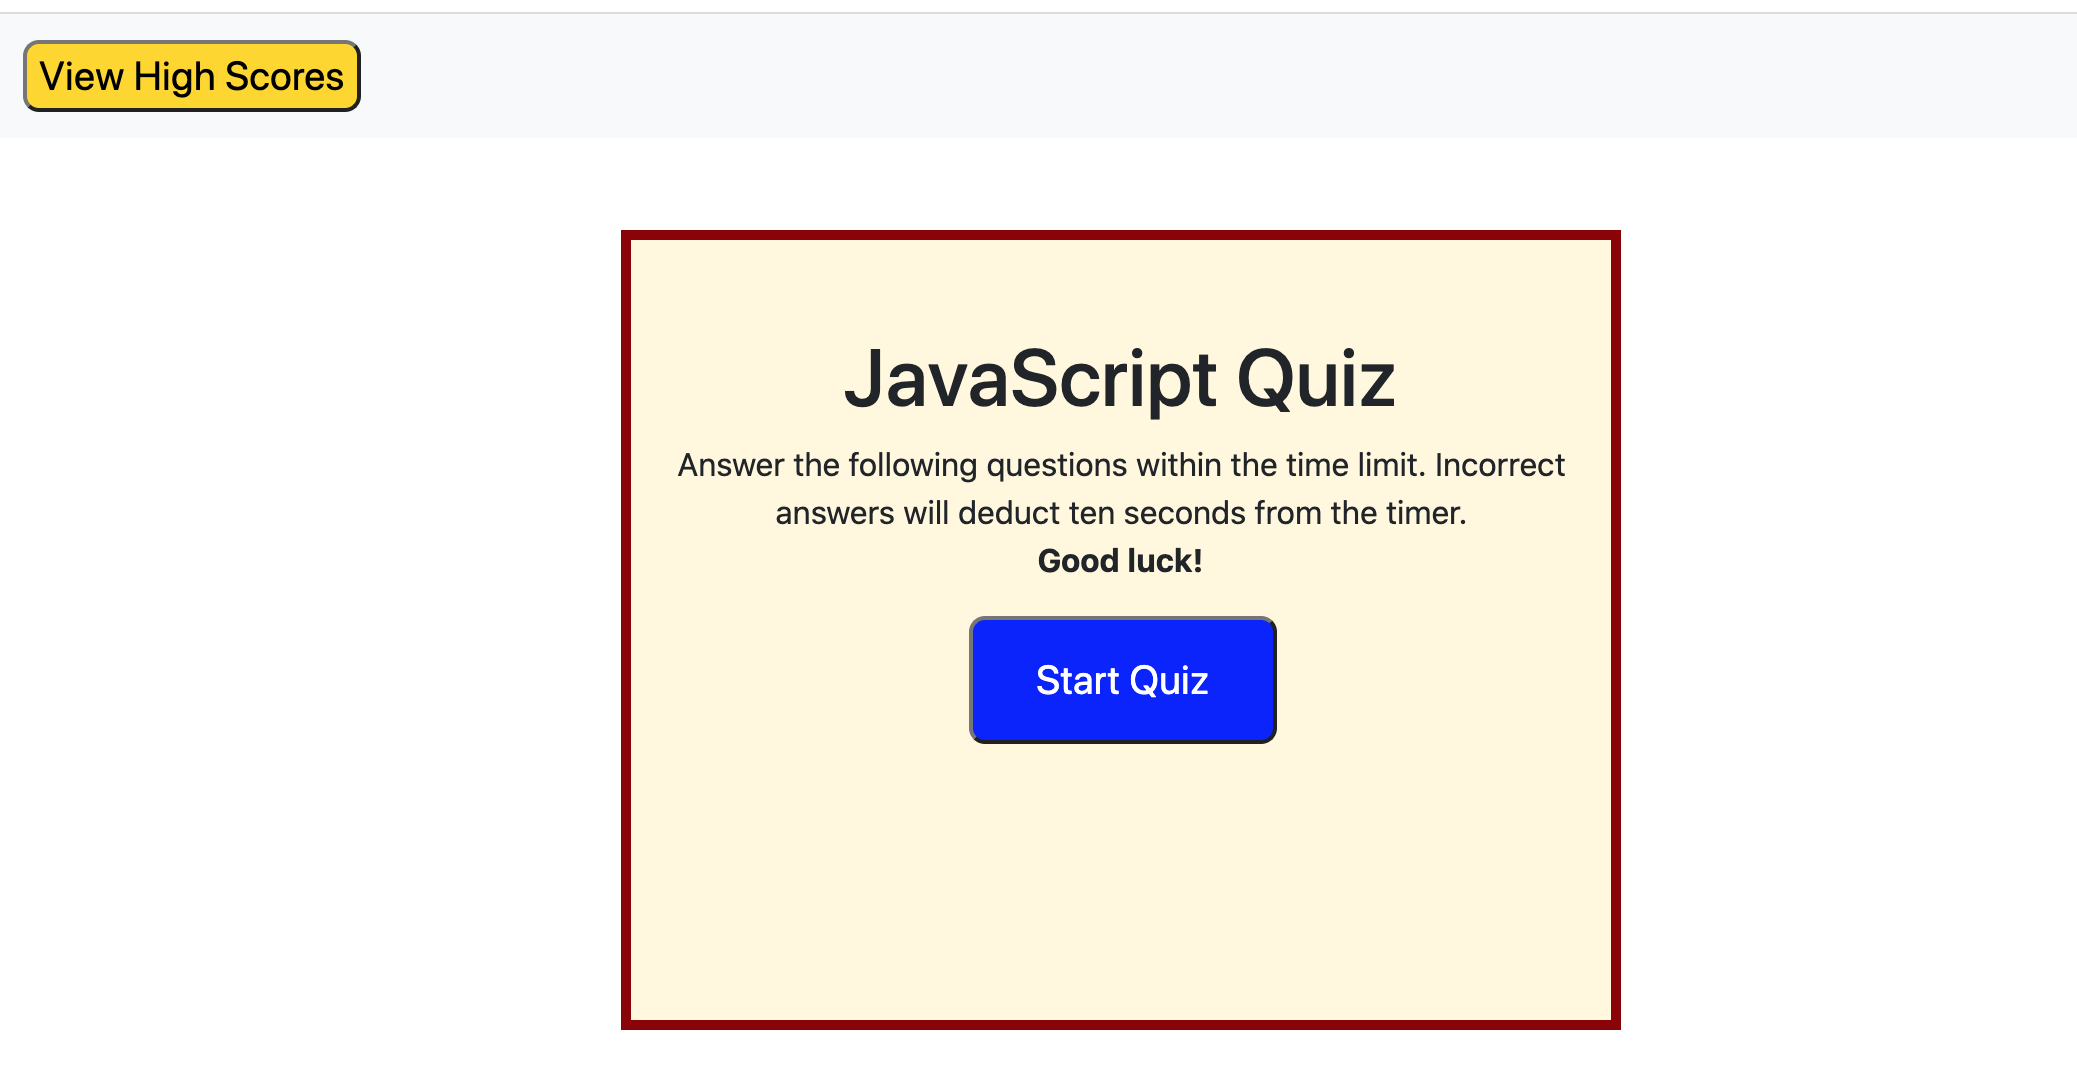 View High Scores
JavaScript Quiz
Answer the following questions within the time limit. Incorrect
answers will deduct ten seconds from the timer.
Good luck!
Start Quiz